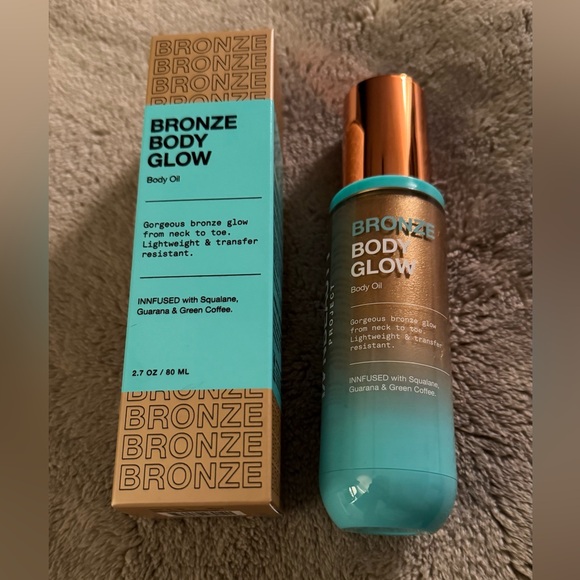 BRONZE
BRONZE
BRONZE
BRONZE
BRONZE
BODY
GLOW
Body Oil
Gorgeous bronze glow
from neck to toe.
Lightweight & transfer
resistant.
INNFUSED with Squalane,
Guarana & Green Coffee.
2.7 OZ / 80 ML
BRONZE
BRONZE
BRONZE
BRONZE
BRONZE
BODY
GLOW
Body Oil
Gorgeous bronze glow
from neck to toe.
Lightweight & transfer
resistant.
INNFUSED with Squalane,
Guarana & Green Coffee.
PROJECT